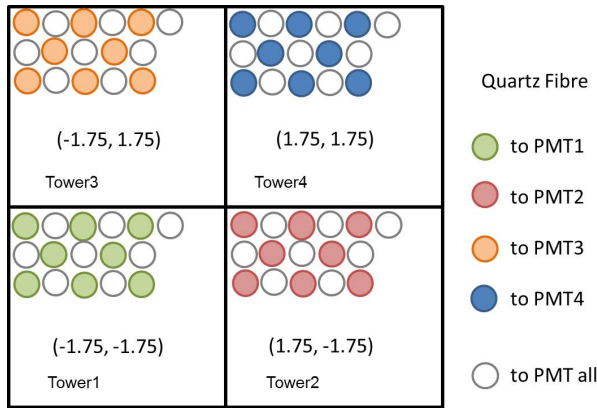 (-1.75, 1.75)
Tower3
(1.75, 1.75)
Tower4
(-1.75, -1.75)
Tower1
(1.75, -1.75)
Tower2
Quartz Fibre
to PMT1
to PMT2
to PMT3
to PMT4
to PMT all